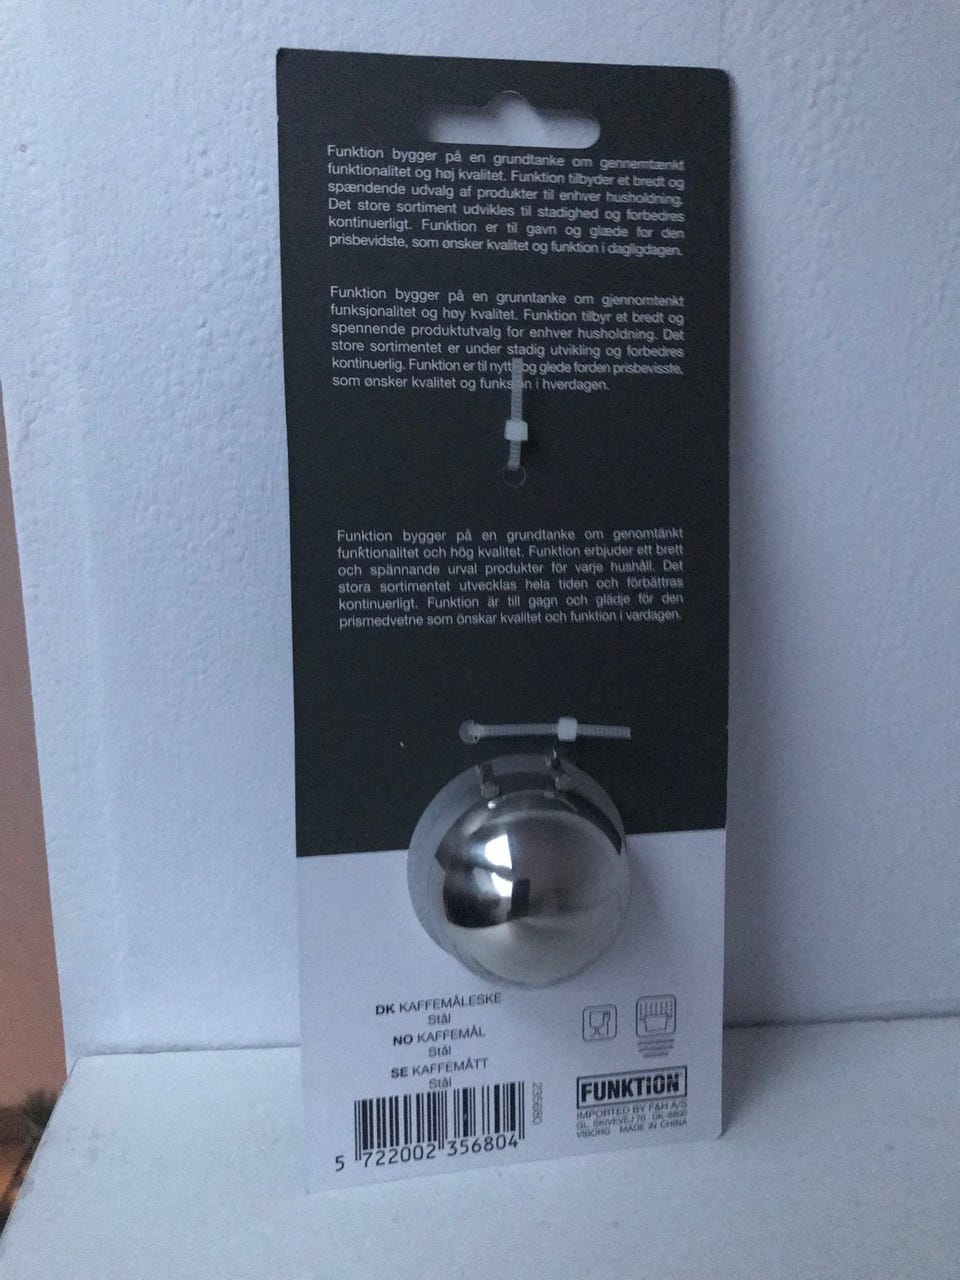 Funktion bygger på en grundtanke om gennemtænkt
funktionalitet og høj kvalitet. Funktion tilbyder et bredt og
spændende udvalg af produkter til enhver husholdning.
Det store sortiment udvikles til stadighed og forbedres
kontinuerligt. Funktion er til gavn og glæde for den
prisbevidste, som ønsker kvalitet og funktion i dagligdagen.
Funktion bygger på en grunntanke om gjennomtenkt
funksjonalitet og høy kvalitet. Funktion tilbyr et bredt og
spennende produktutvalg for enhver husholdning. Det
store sortimentet er under stadig utvikling og forbedres
kontinuerlig. Funktion er til nytte og glede for den prisbevisste,
som ønsker kvalitet og funksjon i hverdagen.
Funktion bygger på en grundtanke om genomtänkt
funktionalitet och hög kvalitet. Funktion erbjuder ett brett
och spännande urval produkter för varje hushåll. Det
stora sortimentet utvecklas hela tiden och förbättras
kontinuerligt. Funktion är till gagn och glädje för den
prismedvetne som önskar kvalitet och funktion i vardagen.
DK KAFFEMÅLESKE
Stål
NO KAFFEMÅL
Stål
SE KAFFEMÅTT
Stål
235680
5 722002 356804
FUNKTION
IMPORTED BY F&H A/S
GL. SKIVEVEJ 70 · DK-8800
VIBORG MADE IN CHINA